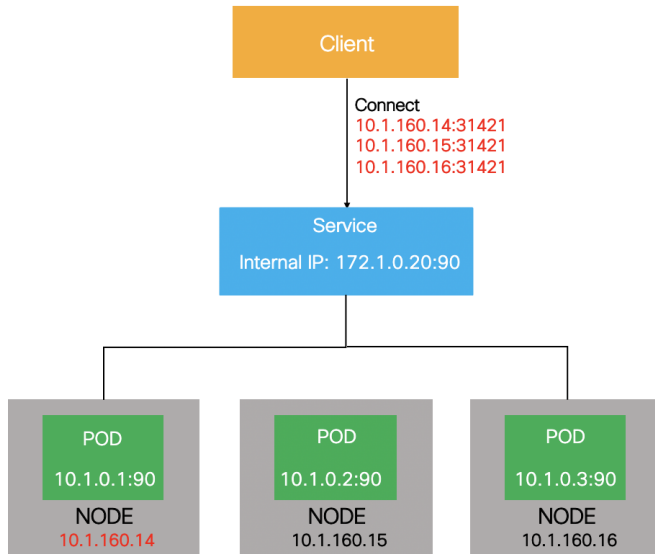 Client
Connect
10.1.160.14:31421
10.1.160.15:31421
10.1.160.16:31421
Service
Internal IP: 172.1.0.20:90
POD
10.1.0.1:90
NODE
10.1.160.14
POD
10.1.0.2:90
NODE
10.1.160.15
POD
10.1.0.3:90
NODE
10.1.160.16